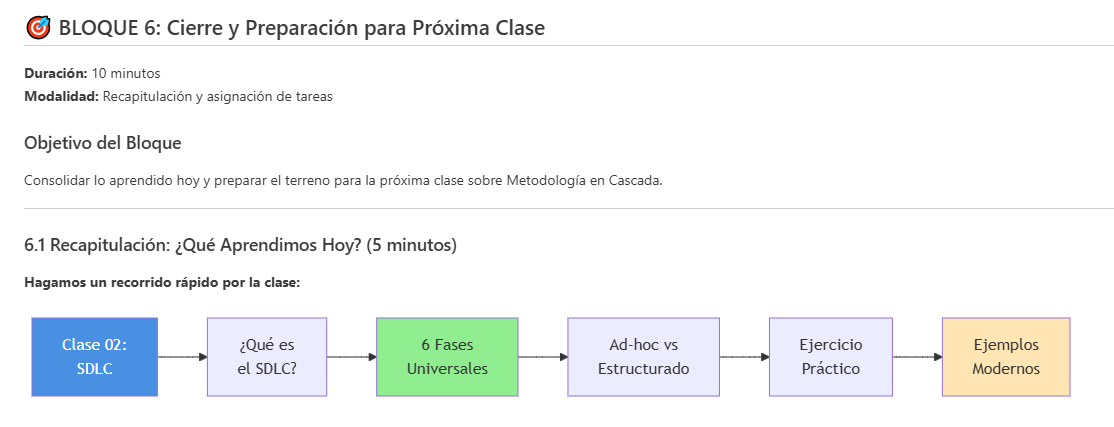 🎯 BLOQUE 6: Cierre y Preparación para Próxima Clase
Duración: 10 minutos
Modalidad: Recapitulación y asignación de tareas
Objetivo del Bloque
Consolidar lo aprendido hoy y preparar el terreno para la próxima clase sobre Metodología en Cascada.
6.1 Recapitulación: ¿Qué Aprendimos Hoy? (5 minutos)
Hagamos un recorrido rápido por la clase:
Clase 02:
SDLC
¿Qué es
el SDLC?
6 Fases
Universales
Ad-hoc vs
Estructurado
Ejercicio
Práctico
Ejemplos
Modernos